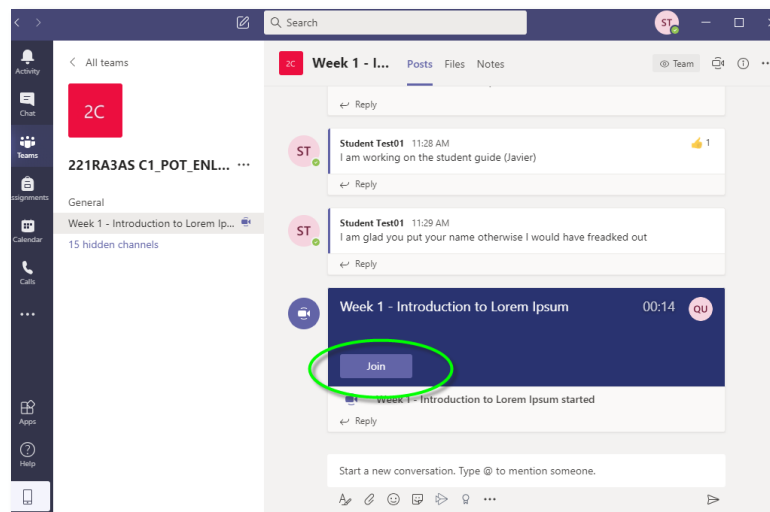 Search
ST
Activity
Chat
Teams
ssignments
Calendar
Calls
Apps
Help
All teams
2C
221RA3AS C1_POT_ENL...
General
Week 1 - Introduction to Lorem Ip...
15 hidden channels
2C
Week 1 - I...
Posts Files Notes
Team
Reply
ST
Student Test01 11:28 AM
1
I am working on the student guide (Javier)
Reply
ST
Student Test01 11:29 AM
I am glad you put your name otherwise I would have freadked out
Reply
Week 1 - Introduction to Lorem Ipsum
00:14
QU
Join
Week 1 - Introduction to Lorem Ipsum started
Reply
Start a new conversation. Type @ to mention someone.